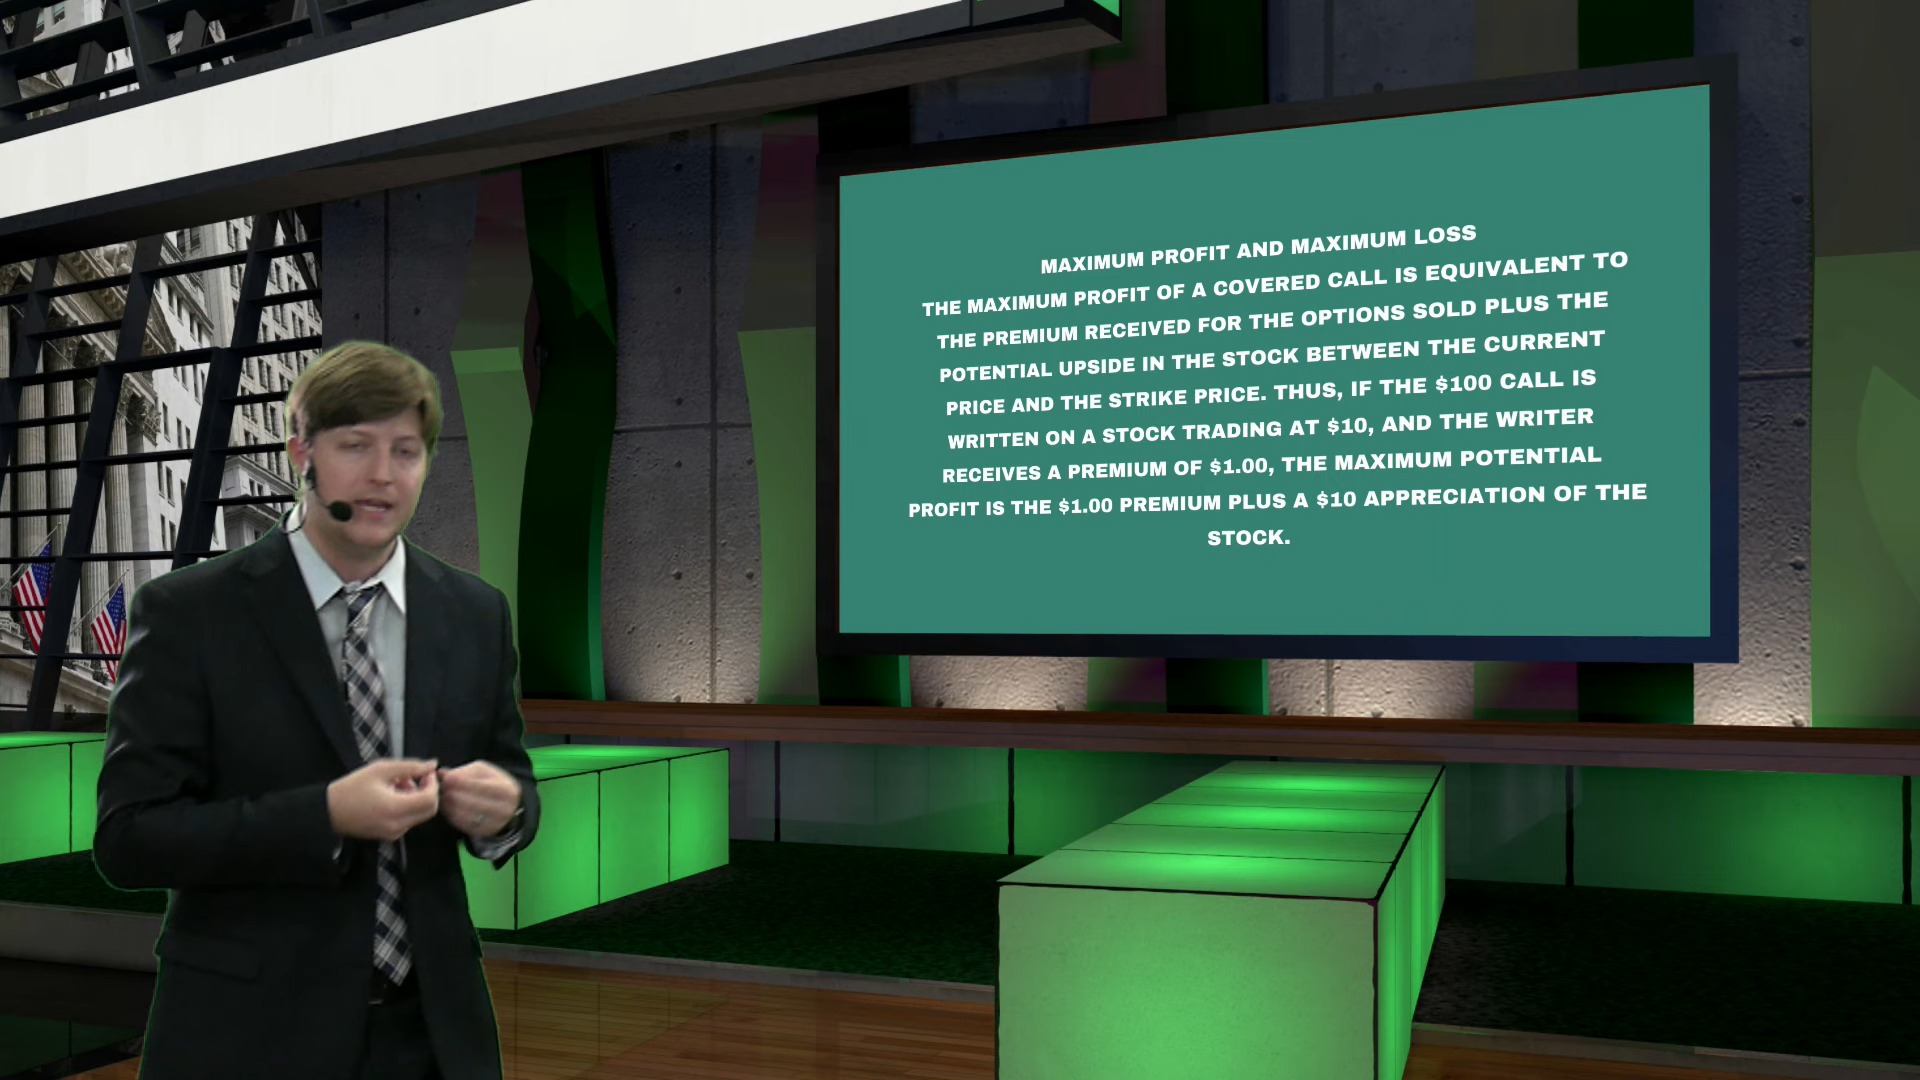 MAXIMUM PROFIT AND MAXIMUM LOSS
THE MAXIMUM PROFIT OF A COVERED CALL IS EQUIVALENT TO
THE PREMIUM RECEIVED FOR THE OPTIONS SOLD PLUS THE
POTENTIAL UPSIDE IN THE STOCK BETWEEN THE CURRENT
PRICE AND THE STRIKE PRICE. THUS, IF THE $100 CALL IS
WRITTEN ON A STOCK TRADING AT $10, AND THE WRITER
RECEIVES A PREMIUM OF $1.00, THE MAXIMUM POTENTIAL
PROFIT IS THE $1.00 PREMIUM PLUS A $10 APPRECIATION OF THE
STOCK.